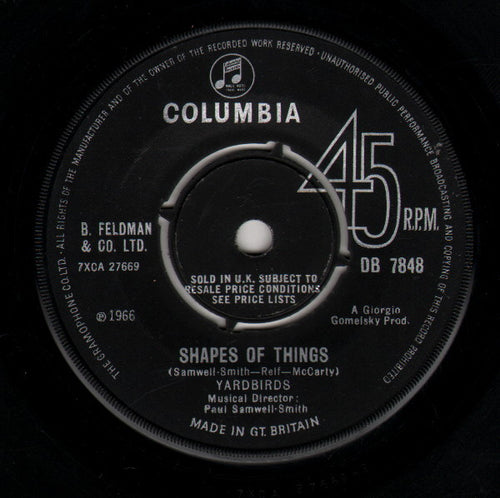 THE GRAMOPHONE CO. LTD. · ALL RIGHTS OF THE MANUFACTURER AND OF THE OWNER OF THE RECORDED WORK RESERVED · UNAUTHORISED PUBLIC PERFORMANCE BROADCASTING AND COPYING OF THIS RECORD PROHIBITED
COLUMBIA
45
R.P.M.
B. FELDMAN
& CO. LTD.
7XCA 27669
DB 7848
SOLD IN U.K. SUBJECT TO
RESALE PRICE CONDITIONS,
SEE PRICE LISTS
℗ 1966
A Giorgio
Gomelsky Prod.
SHAPES OF THINGS
(Samwell-Smith—Relf—McCarty)
YARDBIRDS
Musical Director:
Paul Samwell-Smith
MADE IN GT. BRITAIN